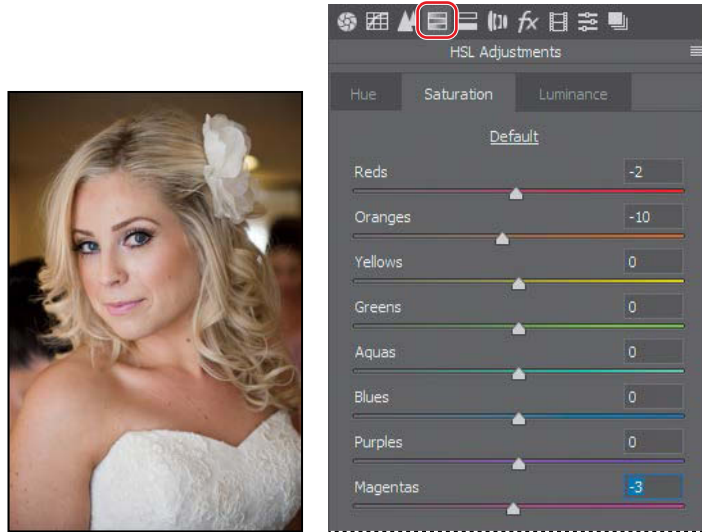 fx
HSL Adjustments
Hue Saturation Luminance
Default
Reds -2
Oranges -10
Yellows 0
Greens 0
Aquas 0
Blues 0
Purples 0
Magentas -3